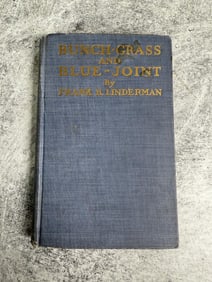 BUNCH-GRASS
AND
BLUE-JOINT
By
FRANK B. LINDERMAN